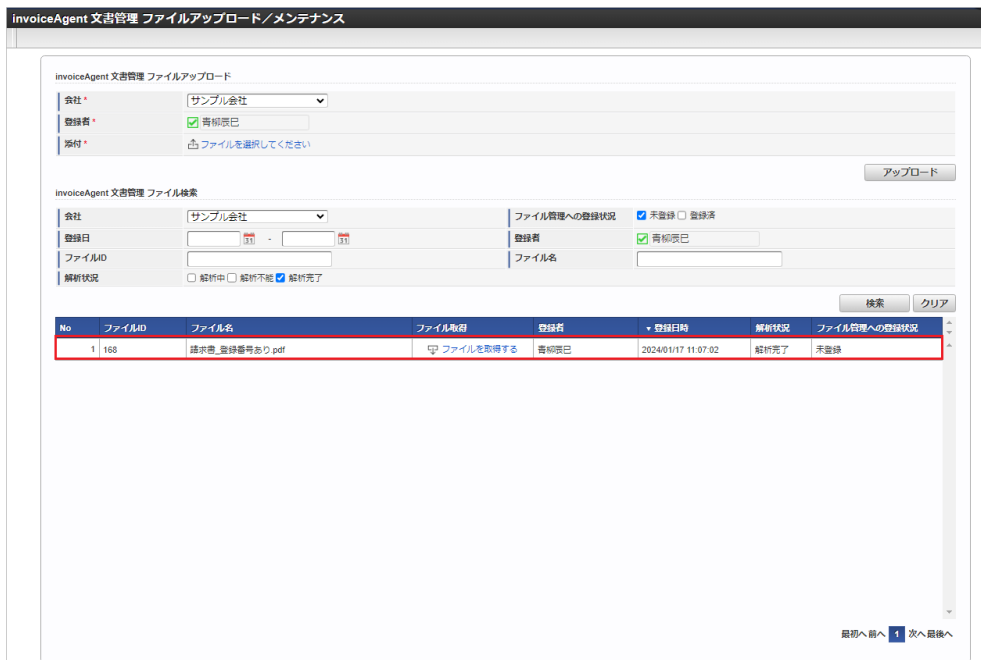 invoiceAgent 文書管理 ファイルアップロード／メンテナンス
invoiceAgent 文書管理 ファイルアップロード
会社*
サンプル会社
登録者*
青柳辰巳
添付*
ファイルを選択してください
アップロード
invoiceAgent 文書管理 ファイル検索
会社 サンプル会社 ファイル管理への登録状況 未登録 登録済
登録日 31 - 31 登録者 青柳辰巳
ファイルID ファイル名
解析状況 解析中 解析不能 解析完了
検索 クリア
No ファイルID ファイル名 ファイル取得 登録者 ▼ 登録日時 解析状況 ファイル管理への登録状況
1 168 請求書_登録番号あり.pdf ファイルを取得する 青柳辰巳 2024/01/17 11:07:02 解析完了 未登録
最初へ 前へ 1 次へ 最後へ